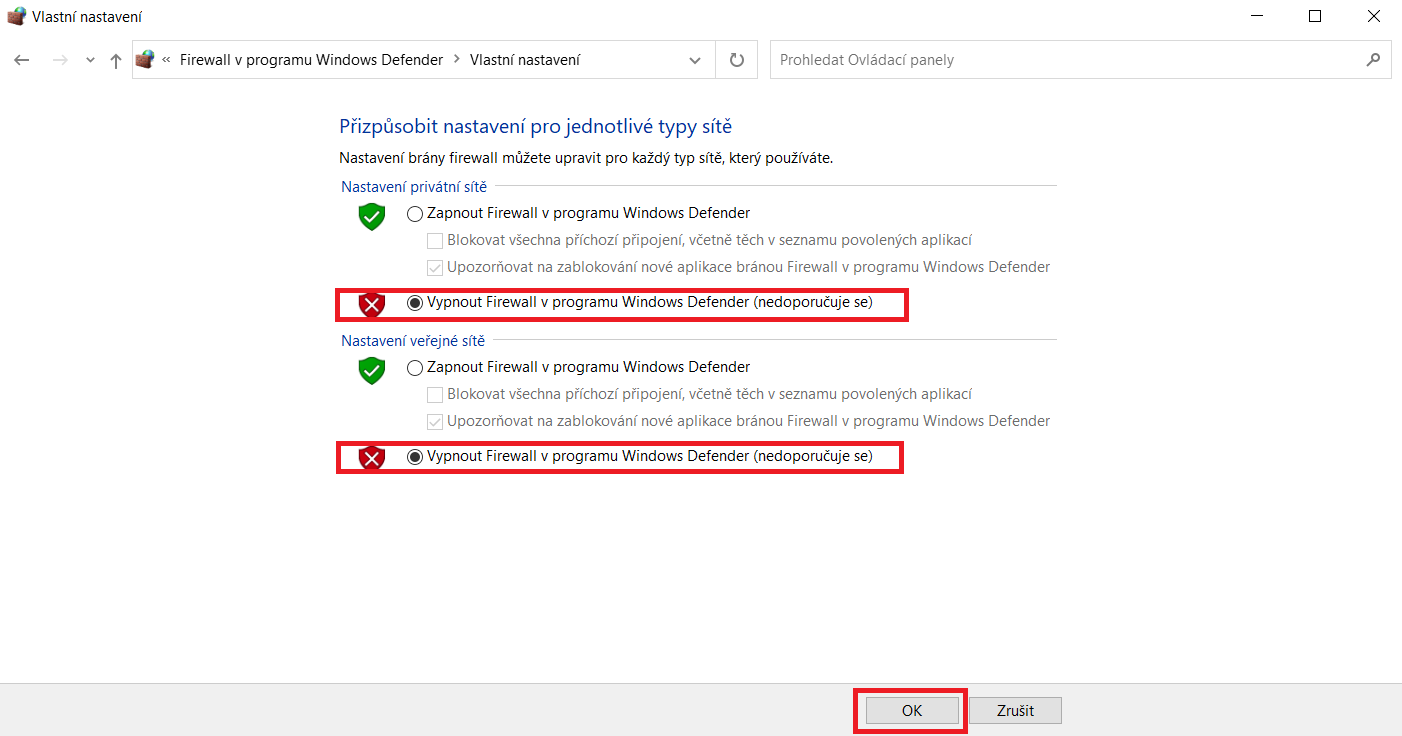 Vlastní nastavení
« Firewall v programu Windows Defender > Vlastní nastavení
Prohledat Ovládací panely
Přizpůsobit nastavení pro jednotlivé typy sítě
Nastavení brány firewall můžete upravit pro každý typ sítě, který používáte.
Nastavení privátní sítě
Zapnout Firewall v programu Windows Defender
Blokovat všechna příchozí připojení, včetně těch v seznamu povolených aplikací
Upozorňovat na zablokování nové aplikace bránou Firewall v programu Windows Defender
Vypnout Firewall v programu Windows Defender (nedoporučuje se)
Nastavení veřejné sítě
Zapnout Firewall v programu Windows Defender
Blokovat všechna příchozí připojení, včetně těch v seznamu povolených aplikací
Upozorňovat na zablokování nové aplikace bránou Firewall v programu Windows Defender
Vypnout Firewall v programu Windows Defender (nedoporučuje se)
OK
Zrušit